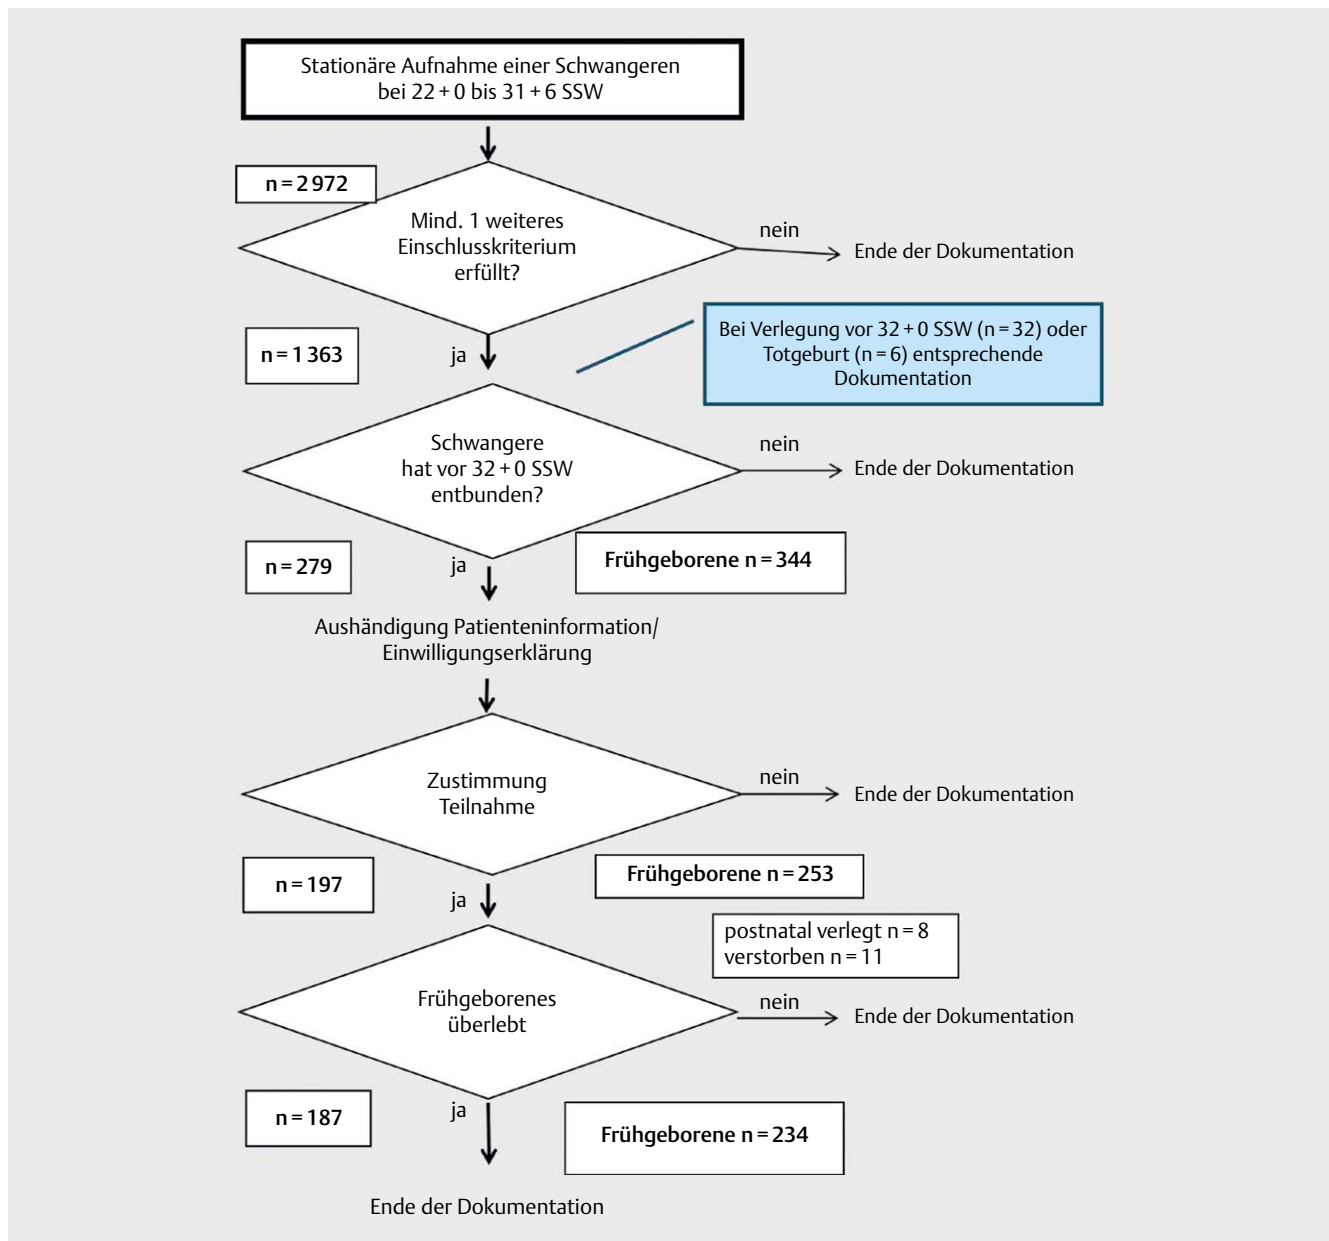 Stationäre Aufnahme einer Schwangeren
bei 22+0 bis 31+6 SSW
n=2972
Mind. 1 weiteres
Einschlusskriterium
erfüllt?
nein
Ende der Dokumentation
Bei Verlegung vor 32+0 SSW (n=32) oder
Totgeburt (n=6) entsprechende
Dokumentation
n=1363
ja
Schwangere
hat vor 32+0 SSW
entbunden?
nein
Ende der Dokumentation
n=279
ja
Frühgeborene n=344
Aushändigung Patienteninformation/
Einwilligungserklärung
Zustimmung
Teilnahme
nein
Ende der Dokumentation
n=197
ja
Frühgeborene n=253
postnatal verlegt n=8
verstorben n=11
Frühgeborenes
überlebt
nein
Ende der Dokumentation
n=187
ja
Frühgeborene n=234
Ende der Dokumentation